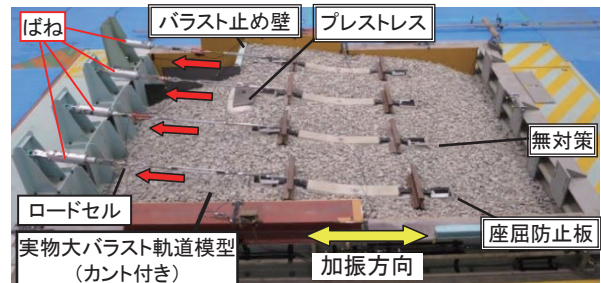 ばね
バラスト止め壁
プレストレス
無対策
ロードセル
座屈防止板
実物大バラスト軌道模型
(カント付き)
加振方向